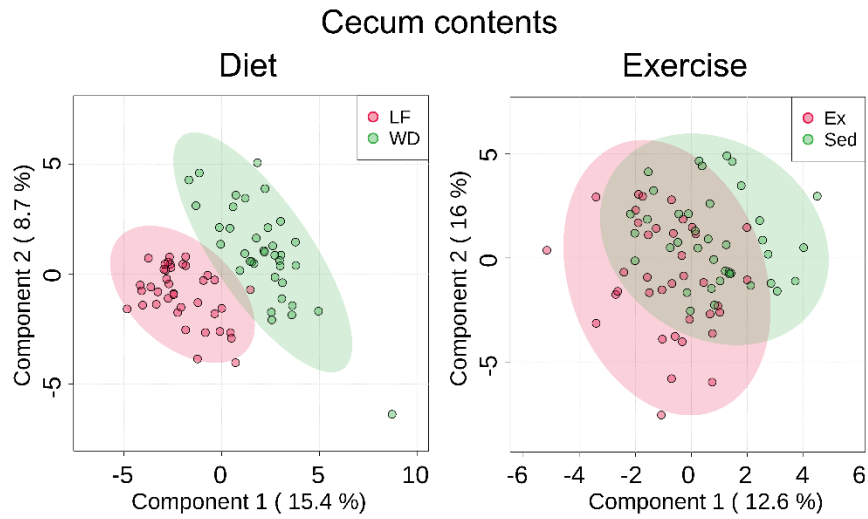 Cecum contents
Diet
Exercise
LF
WD
5
0
-5
Component 2 ( 8.7 %)
-5
0
5
10
Component 1 ( 15.4 %)
Ex
Sed
5
0
-5
Component 2 ( 16 %)
-6
-4
-2
0
2
4
6
Component 1 ( 12.6 %)